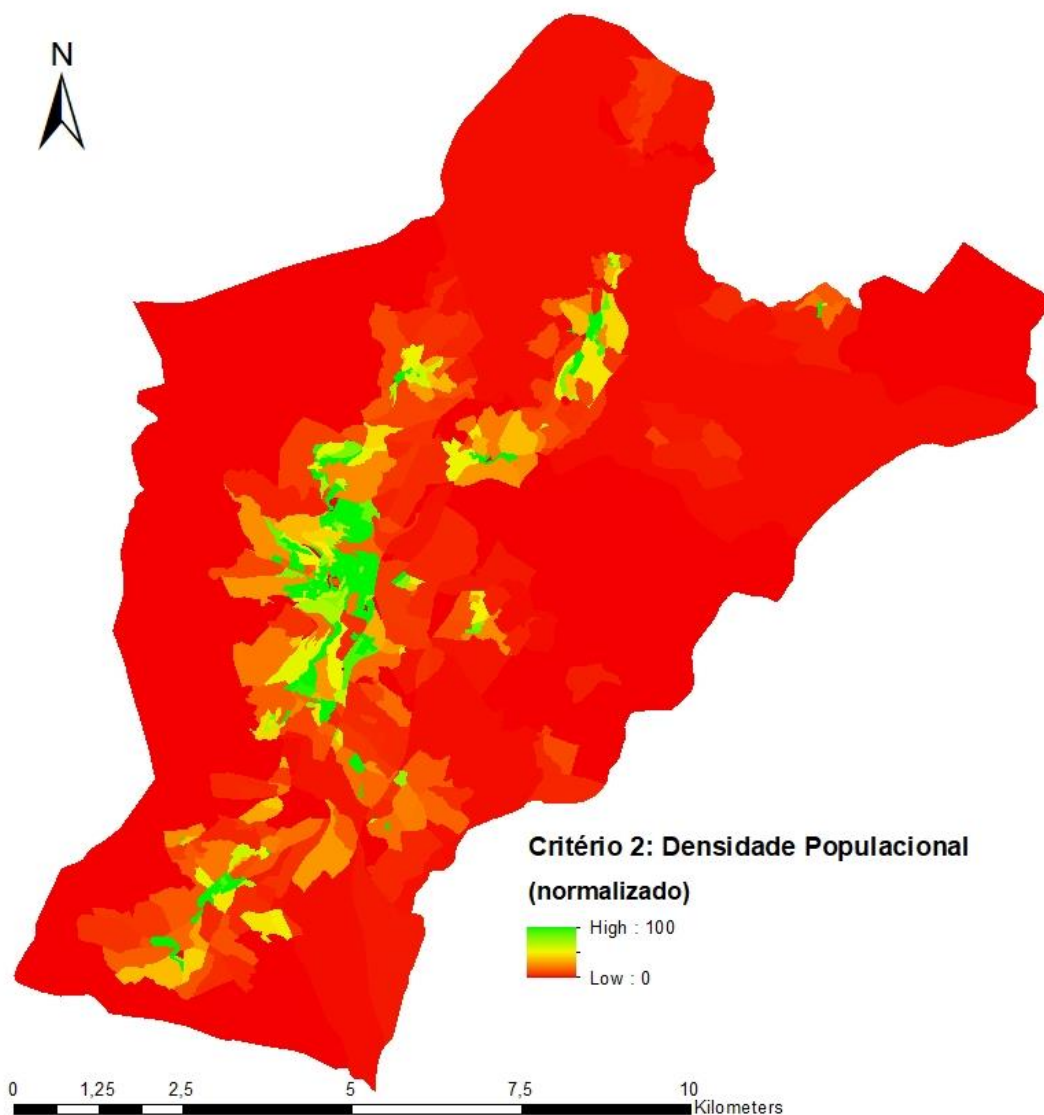 N
Critério 2: Densidade Populacional
(normalizado)
High : 100
Low : 0
0 1,25 2,5 5 7,5 10
Kilometers